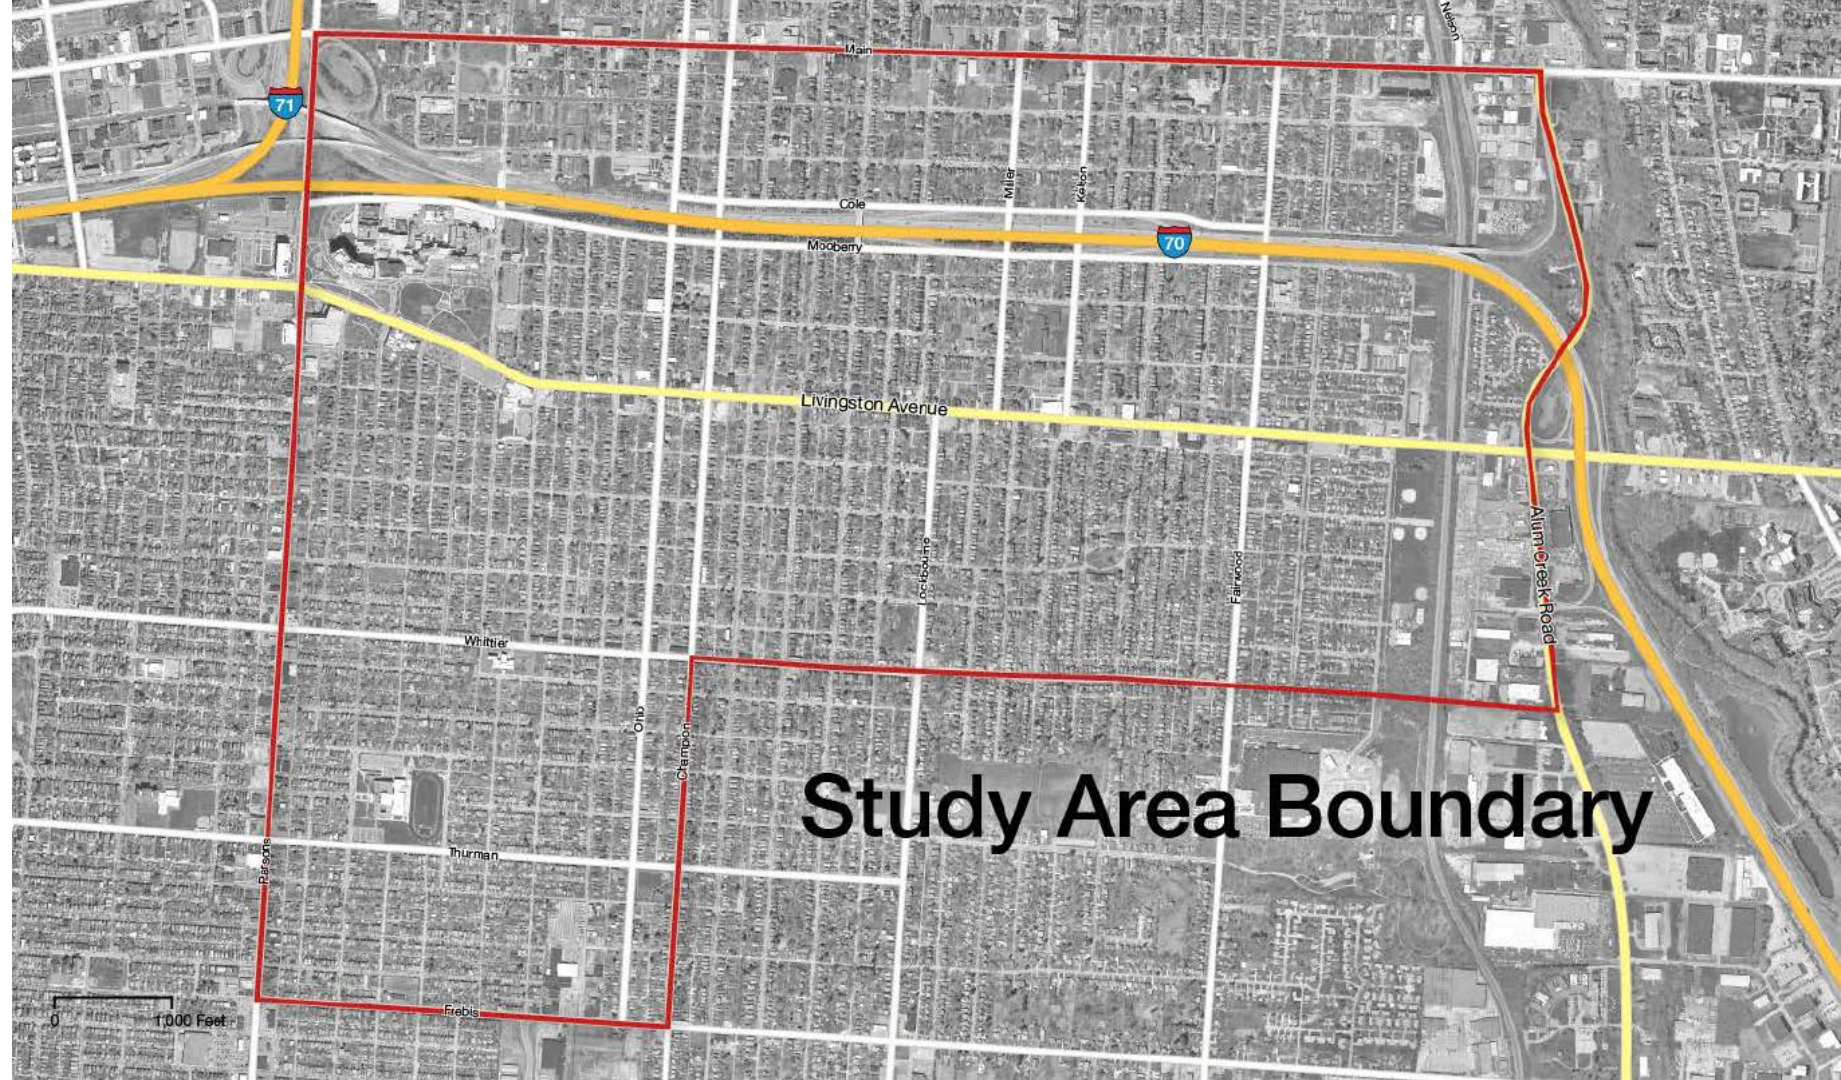 Nelson
Main
71
Miller
Kelton
Cole
70
Mooberry
Livingston Avenue
Lockbourne
Fairwood
Alum Creek Road
Whittier
Ohio
Champion
Study Area Boundary
Parsons
Thurman
Frebis
0 1,000 Feet